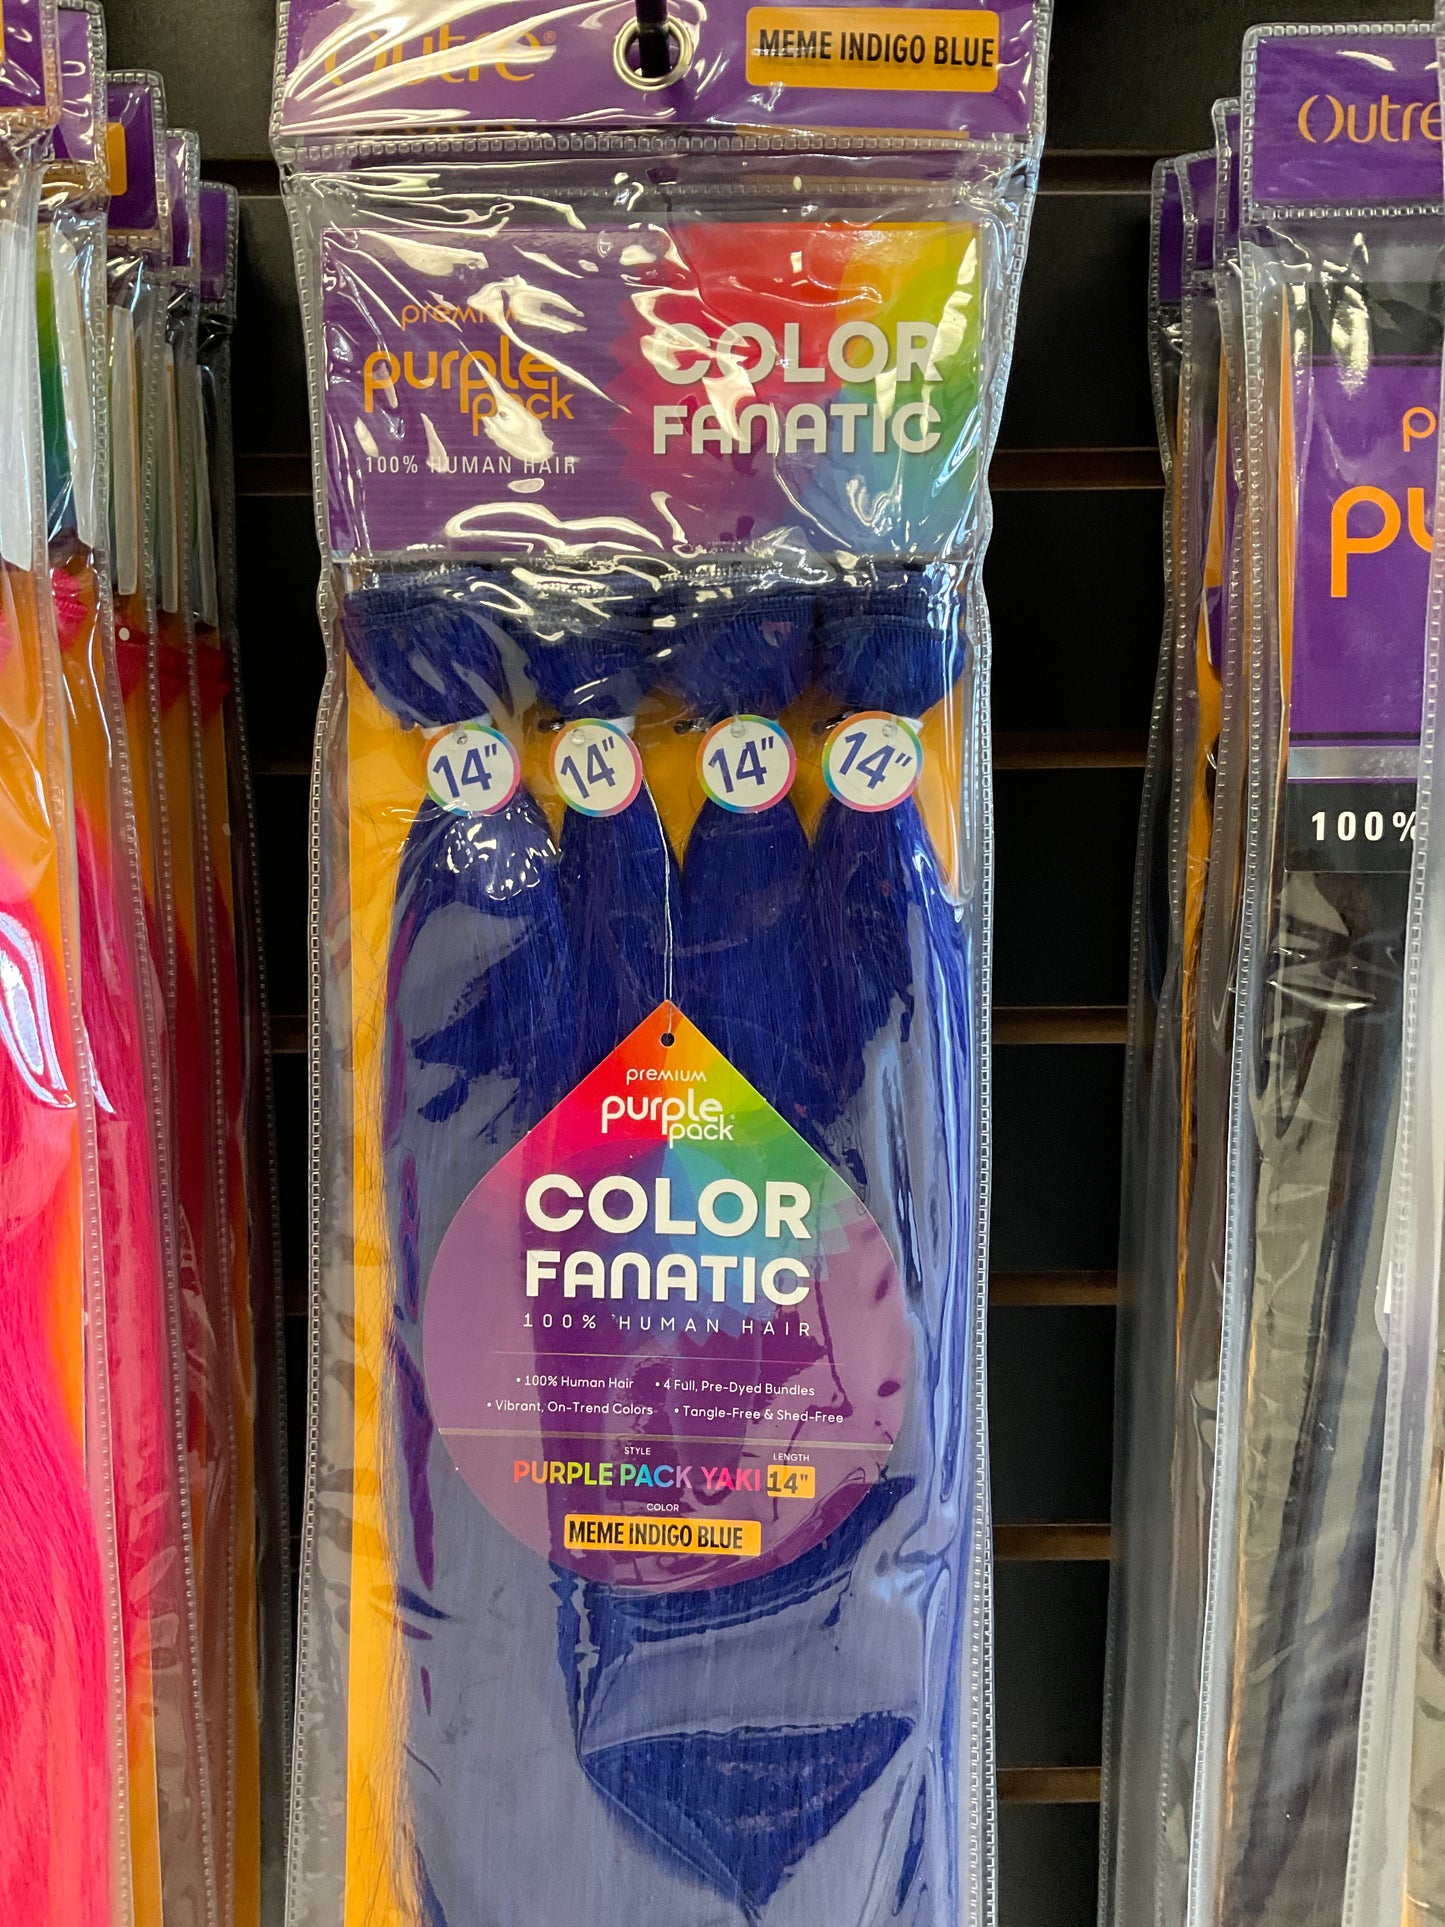 Outre®
MEME INDIGO BLUE
premium
purple
pack
100% HUMAN HAIR
COLOR
FANATIC
14" 14" 14" 14"
premium
purple
pack
COLOR
FANATIC
100% HUMAN HAIR
• 100% Human Hair • 4 Full, Pre-Dyed Bundles
• Vibrant, On-Trend Colors • Tangle-Free & Shed-Free
STYLE
LENGTH
PURPLE PACK YAKI 14"
COLOR
MEME INDIGO BLUE
Outre
100%